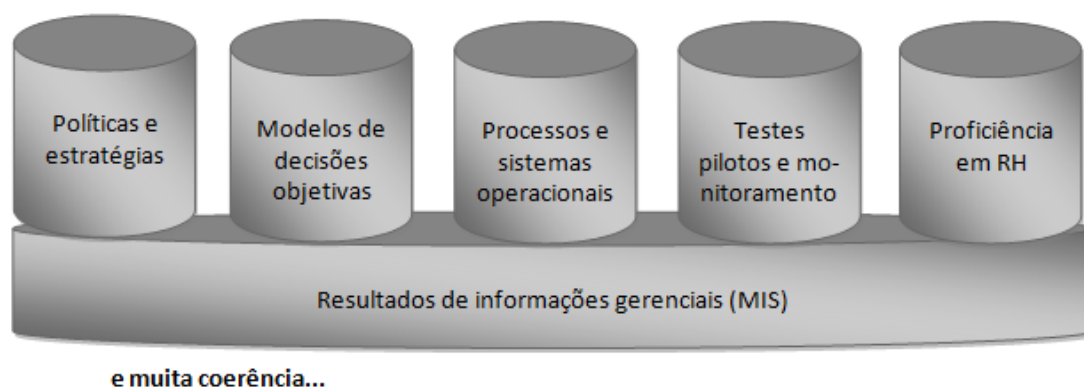 Políticas e
estratégias
Modelos de
decisões
objetivas
Processos e
sistemas
operacionais
Testes
pilotos e mo-
nitoramento
Proficiência
em RH
Resultados de informações gerenciais (MIS)
e muita coerência...